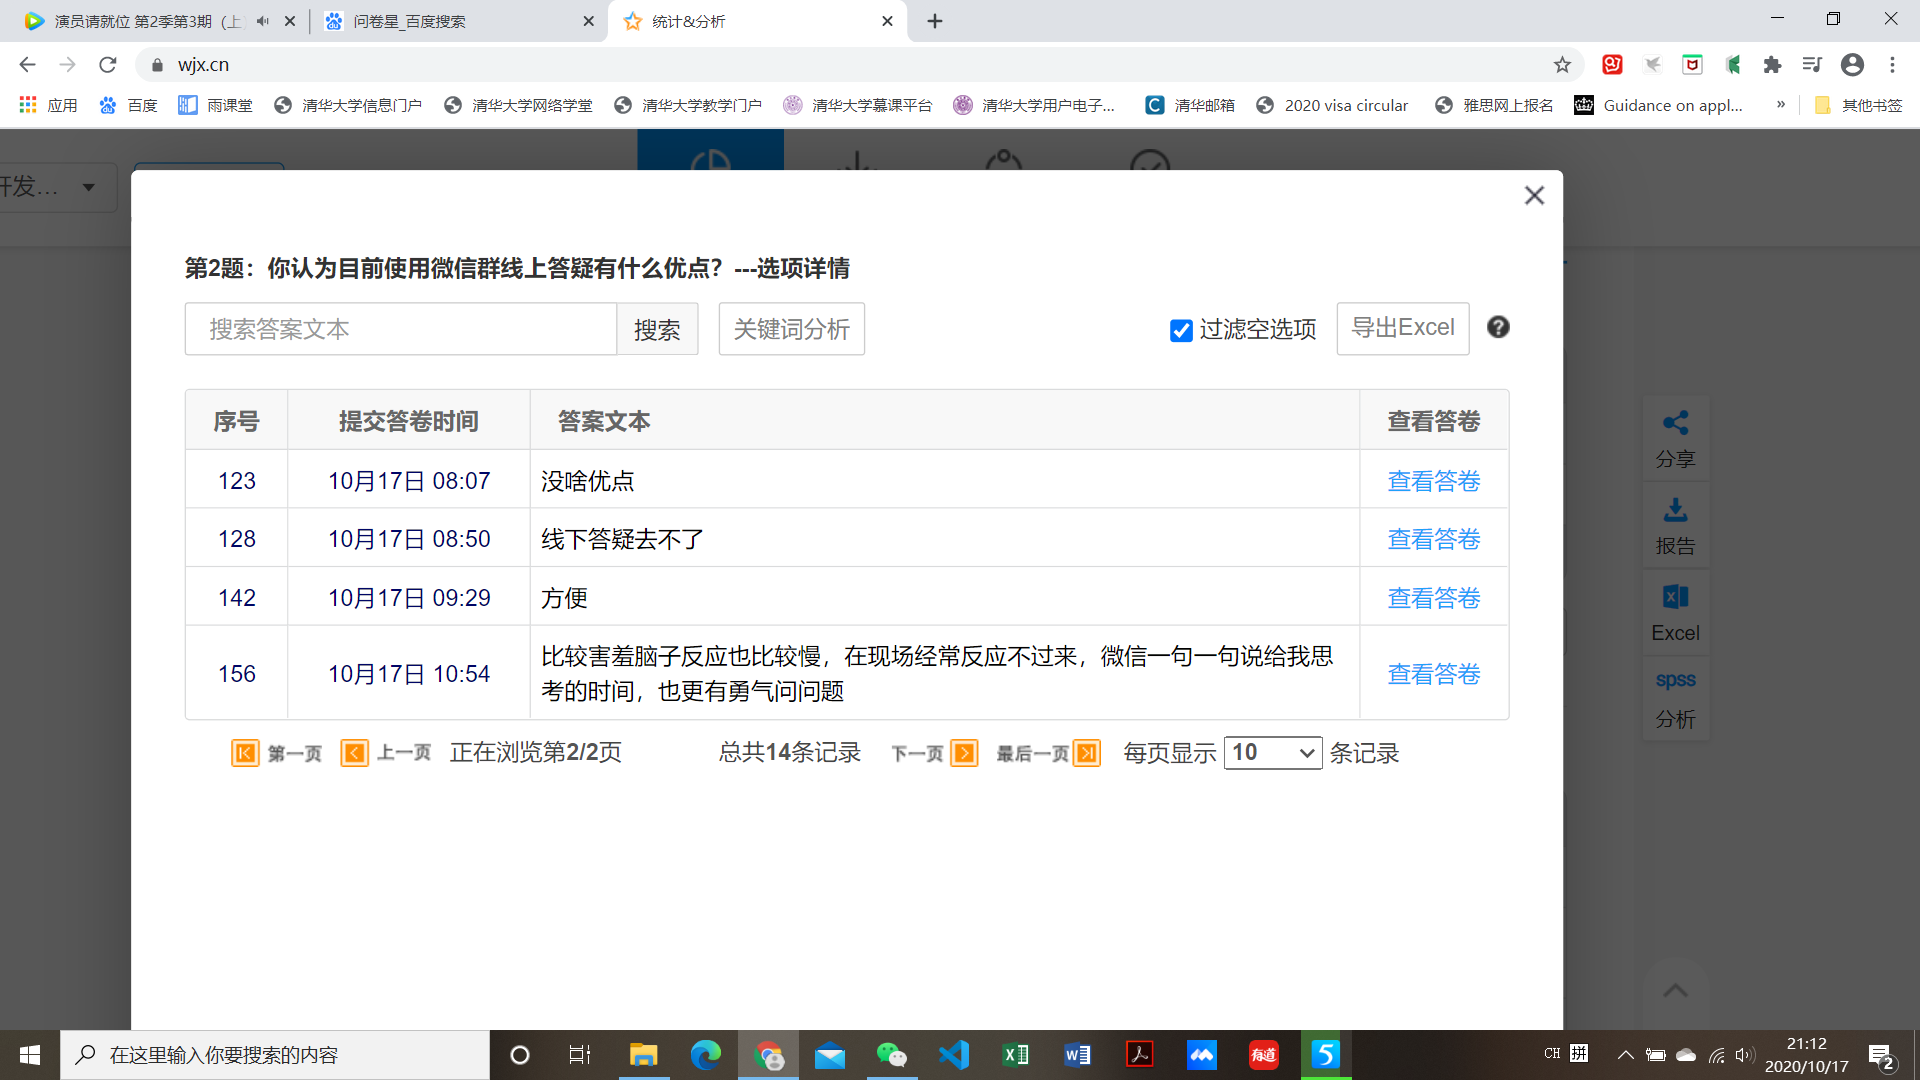 演员请就位 第2季第3期（上
问卷星_百度搜索
统计&分析
wjx.cn
应用
百度
雨课堂
清华大学信息门户
清华大学网络学堂
清华大学教学门户
清华大学慕课平台
清华大学用户电子...
清华邮箱
2020 visa circular
雅思网上报名
Guidance on appl...
»
其他书签
开发...
第2题：你认为目前使用微信群线上答疑有什么优点？---选项详情
搜索答案文本
搜索
关键词分析
过滤空选项
导出Excel
序号 提交答卷时间 答案文本 查看答卷
123 10月17日 08:07 没啥优点 查看答卷
128 10月17日 08:50 线下答疑去不了 查看答卷
142 10月17日 09:29 方便 查看答卷
156 10月17日 10:54 比较害羞脑子反应也比较慢，在现场经常反应不过来，微信一句一句说给我思 查看答卷
考的时间，也更有勇气问问题
第一页 上一页 正在浏览第2/2页 总共14条记录 下一页 最后一页 每页显示 10 条记录
分享
报告
Excel
spss
分析
在这里输入你要搜索的内容
有道
5
CH 拼
21:12
2020/10/17
2